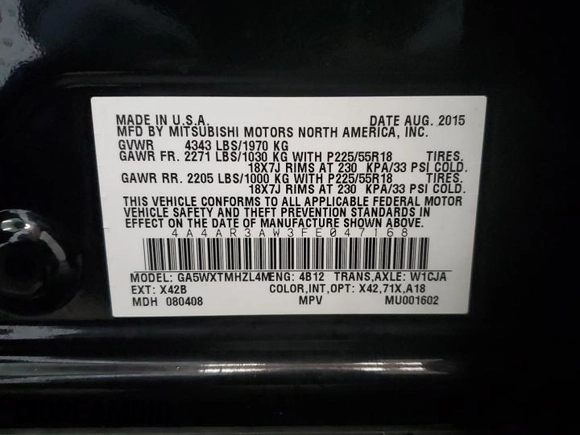 MADE IN U.S.A. DATE AUG. 2015
MFD BY MITSUBISHI MOTORS NORTH AMERICA, INC.
GVWR 4343 LBS/1970 KG
GAWR FR. 2271 LBS/1030 KG WITH P225/55R18 TIRES,
18X7J RIMS AT 230 KPA/33 PSI COLD.
GAWR RR. 2205 LBS/1000 KG WITH P225/55R18 TIRES,
18X7J RIMS AT 230 KPA/33 PSI COLD.
THIS VEHICLE CONFORMS TO ALL APPLICABLE FEDERAL MOTOR
VEHICLE SAFETY AND THEFT PREVENTION STANDARDS IN
EFFECT ON THE DATE OF MANUFACTURE SHOWN ABOVE.
4A4AR3AW3FE047168
MODEL: GA5WXTMHZL4M ENG: 4B12 TRANS,AXLE: W1CJA
EXT: X42B COLOR,INT,OPT: X42,71X,A18
MDH 080408 MPV MU001602